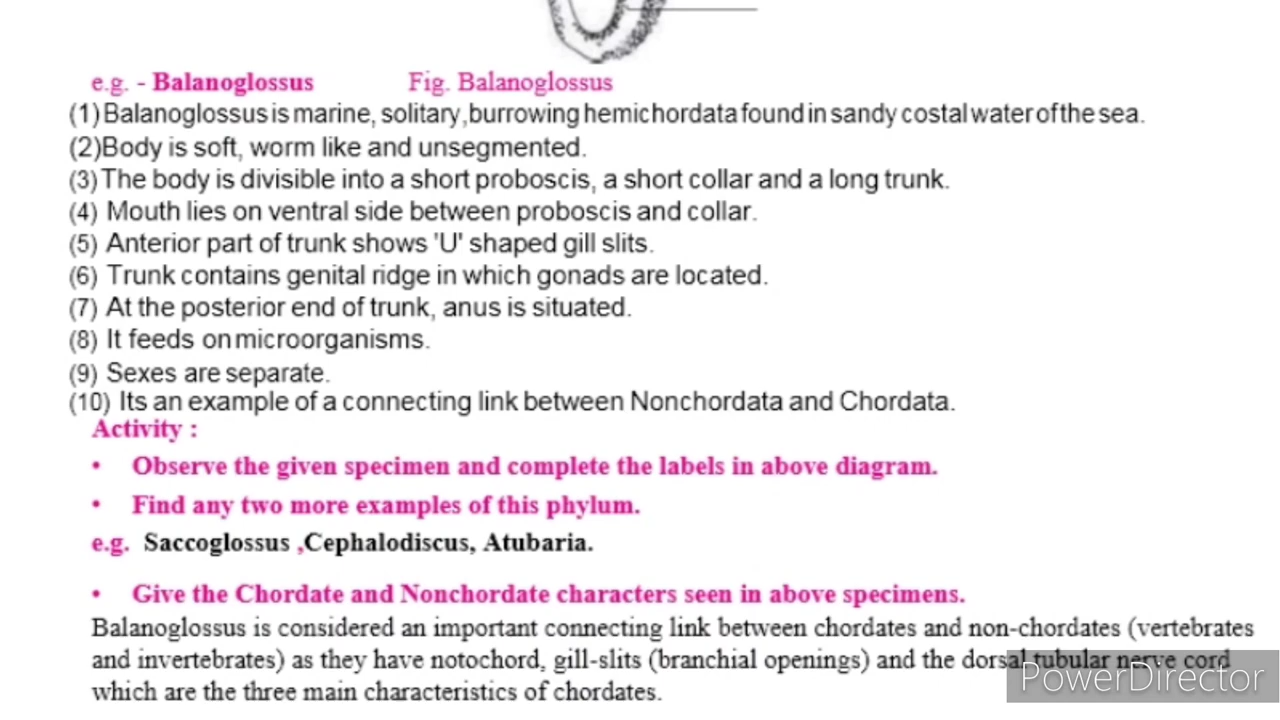 e.g. - Balanoglossus Fig. Balanoglossus
(1) Balanoglossus is marine, solitary ,burrowing hemichordata found in sandy costal water of the sea.
(2)Body is soft, worm like and unsegmented.
(3) The body is divisible into a short proboscis, a short collar and a long trunk.
(4) Mouth lies on ventral side between proboscis and collar.
(5) Anterior part of trunk shows 'U' shaped gill slits.
(6) Trunk contains genital ridge in which gonads are located.
(7) At the posterior end of trunk, anus is situated.
(8) It feeds on microorganisms.
(9) Sexes are separate.
(10) Its an example of a connecting link between Nonchordata and Chordata.
Activity :
• Observe the given specimen and complete the labels in above diagram.
• Find any two more examples of this phylum.
e.g. Saccoglossus ,Cephalodiscus, Atubaria.
• Give the Chordate and Nonchordate characters seen in above specimens.
Balanoglossus is considered an important connecting link between chordates and non-chordates (vertebrates
and invertebrates) as they have notochord, gill-slits (branchial openings) and the dorsal tubular nerve cord
which are the three main characteristics of chordates.
PowerDirector